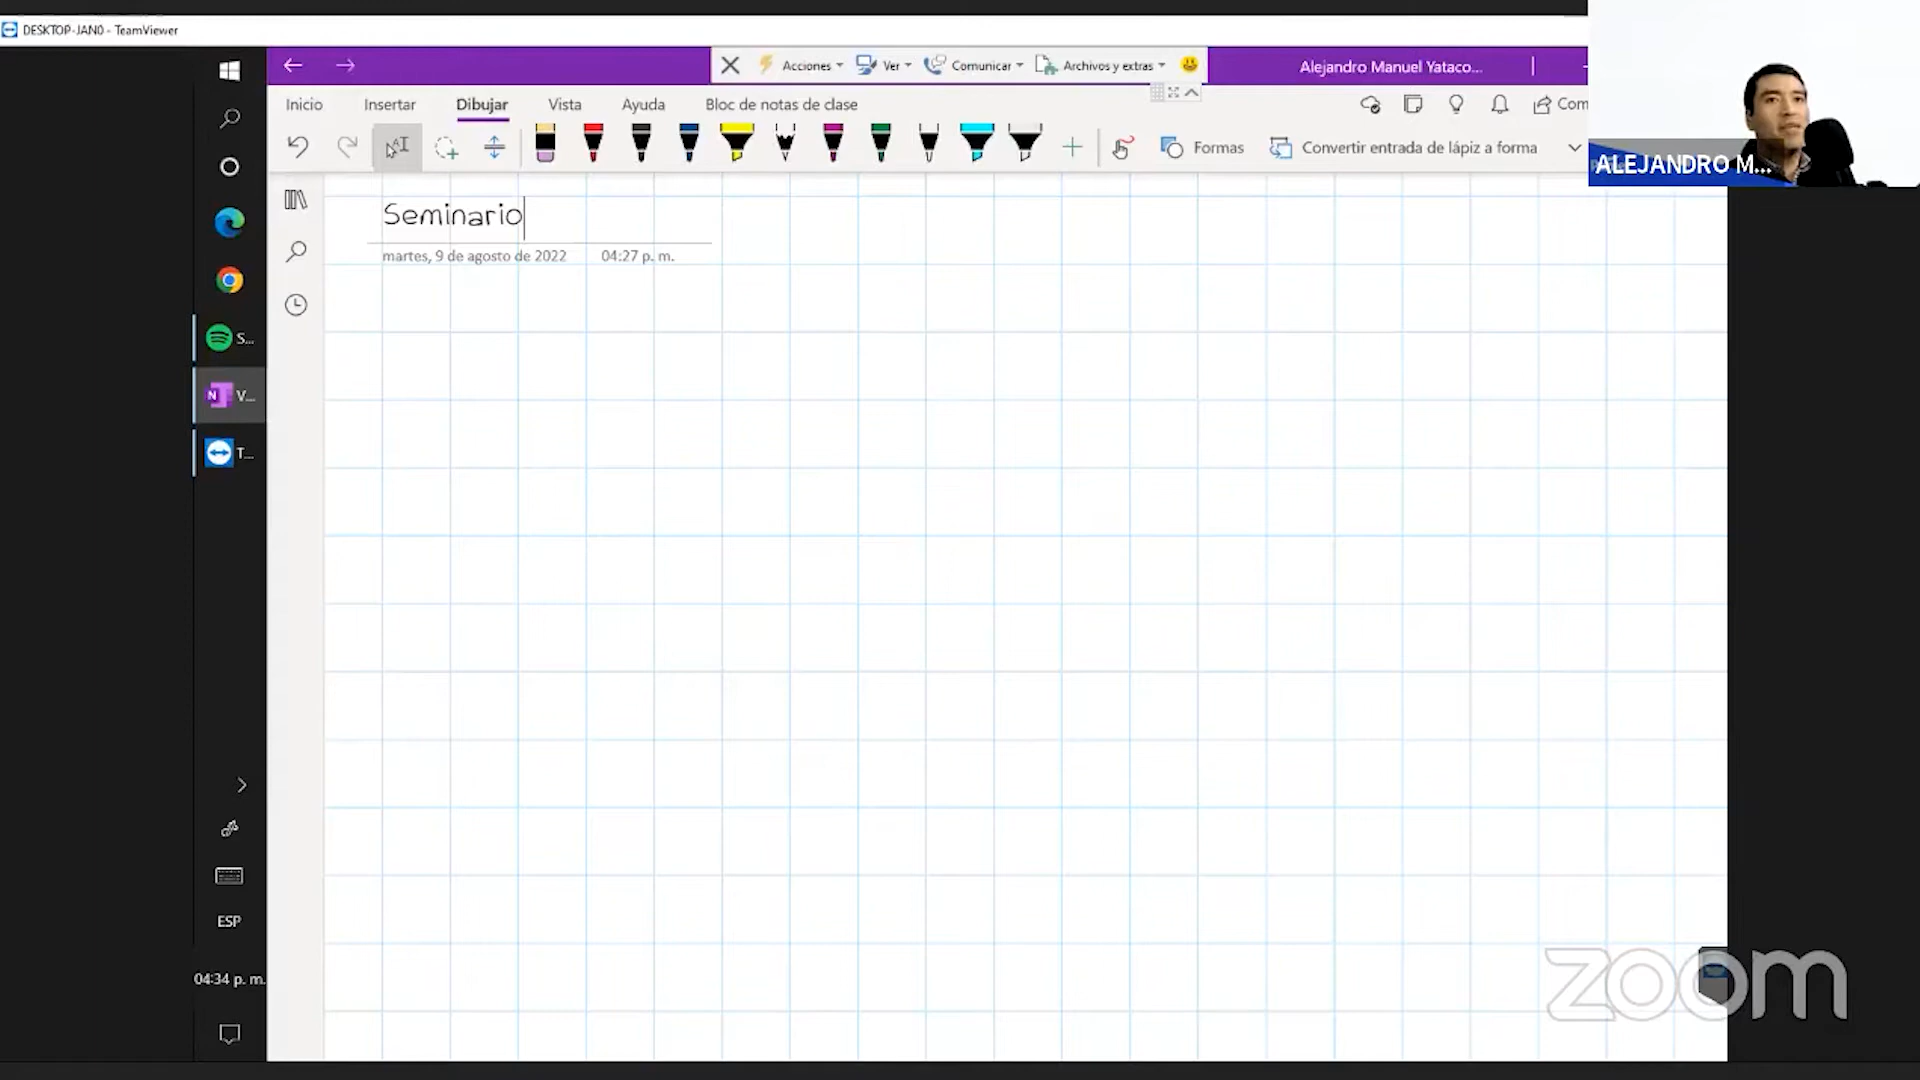 DESKTOP-JAN0 - TeamViewer
Acciones
Ver
Comunicar
Archivos y extras
Alejandro Manuel Yataco...
Inicio
Insertar
Dibujar
Vista
Ayuda
Bloc de notas de clase
Com
Formas
Convertir entrada de lápiz a forma
ALEJANDRO M...
Seminario
martes, 9 de agosto de 2022
04:27 p. m.
S...
N V...
T...
ESP
04:34 p. m.
zoom